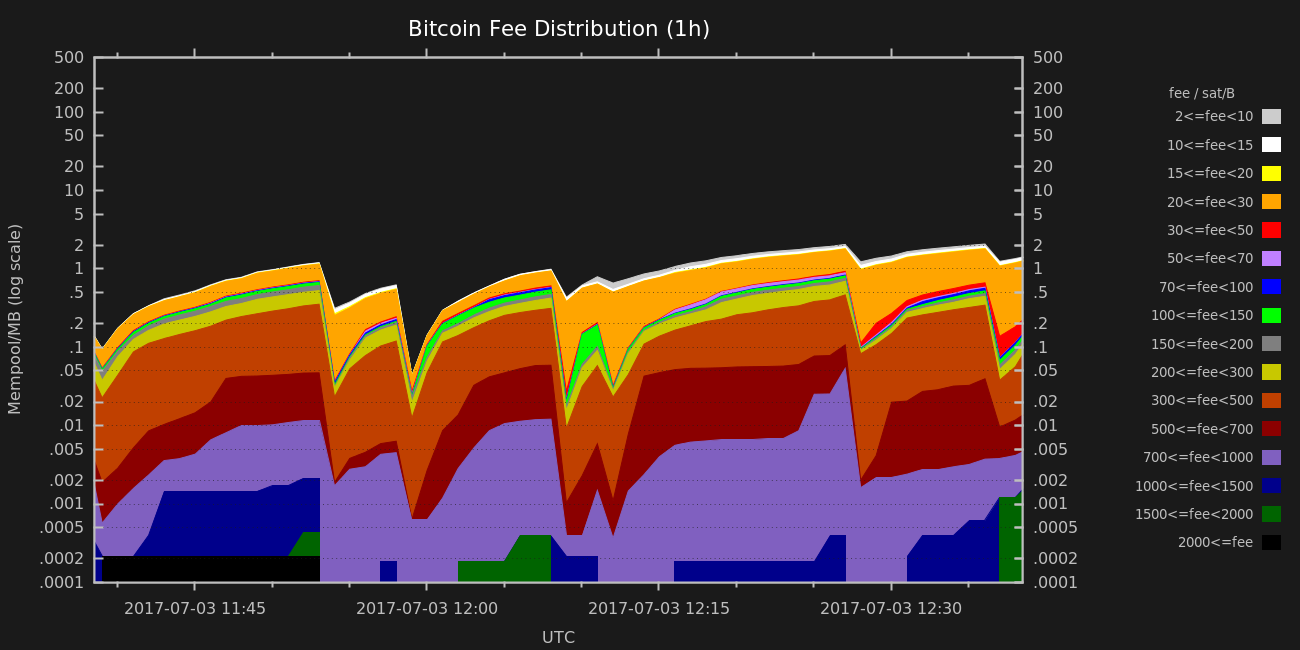 Bitcoin Fee Distribution (1h)
500 500
200 200
100 100
50 50
20 20
10 10
5 5
2 2
1 1
.5 .5
.2 .2
.1 .1
.05 .05
.02 .02
.01 .01
.005 .005
.002 .002
.001 .001
.0005 .0005
.0002 .0002
.0001 .0001
Mempool/MB (log scale)
2017-07-03 11:45 2017-07-03 12:00 2017-07-03 12:15 2017-07-03 12:30
UTC
fee / sat/B
2<=fee<10
10<=fee<15
15<=fee<20
20<=fee<30
30<=fee<50
50<=fee<70
70<=fee<100
100<=fee<150
150<=fee<200
200<=fee<300
300<=fee<500
500<=fee<700
700<=fee<1000
1000<=fee<1500
1500<=fee<2000
2000<=fee